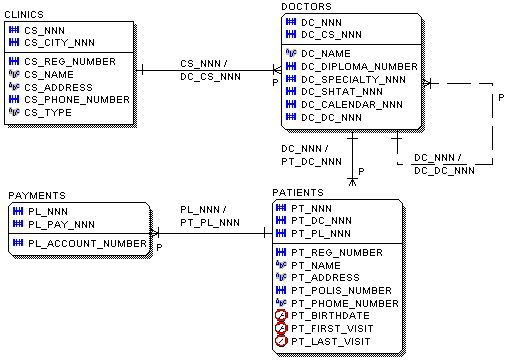 CLINICS
CS_NNN
CS_CITY_NNN
CS_REG_NUMBER
CS_NAME
CS_ADDRESS
CS_PHONE_NUMBER
CS_TYPE
CS_NNN /
DC_CS_NNN
P
DOCTORS
DC_NNN
DC_CS_NNN
DC_NAME
DC_DIPLOMA_NUMBER
DC_SPECIALTY_NNN
DC_SHTAT_NNN
DC_CALENDAR_NNN
DC_DC_NNN
P
DC_NNN /
DC_DC_NNN
DC_NNN /
PT_DC_NNN
P
PAYMENTS
PL_NNN
PL_PAY_NNN
PL_ACCOUNT_NUMBER
PL_NNN /
PT_PL_NNN
P
PATIENTS
PT_NNN
PT_DC_NNN
PT_PL_NNN
PT_REG_NUMBER
PT_NAME
PT_ADDRESS
PT_POLIS_NUMBER
PT_PHOME_NUMBER
PT_BIRTHDATE
PT_FIRST_VISIT
PT_LAST_VISIT